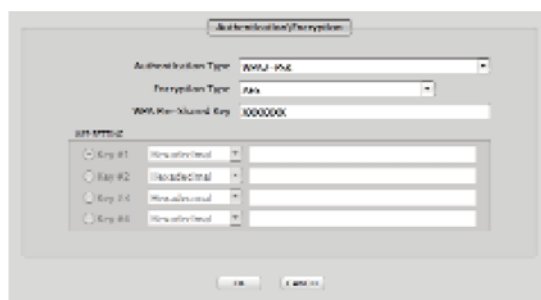 Authentication\Encryption
Authentication Type WPA2-PSK
Encryption Type AES
WPA Pre-Shared Key XXXXXXXX
Key #1 Hexadecimal
Key #2 Hexadecimal
Key #3 Hexadecimal
Key #4 Hexadecimal
OK CANCEL